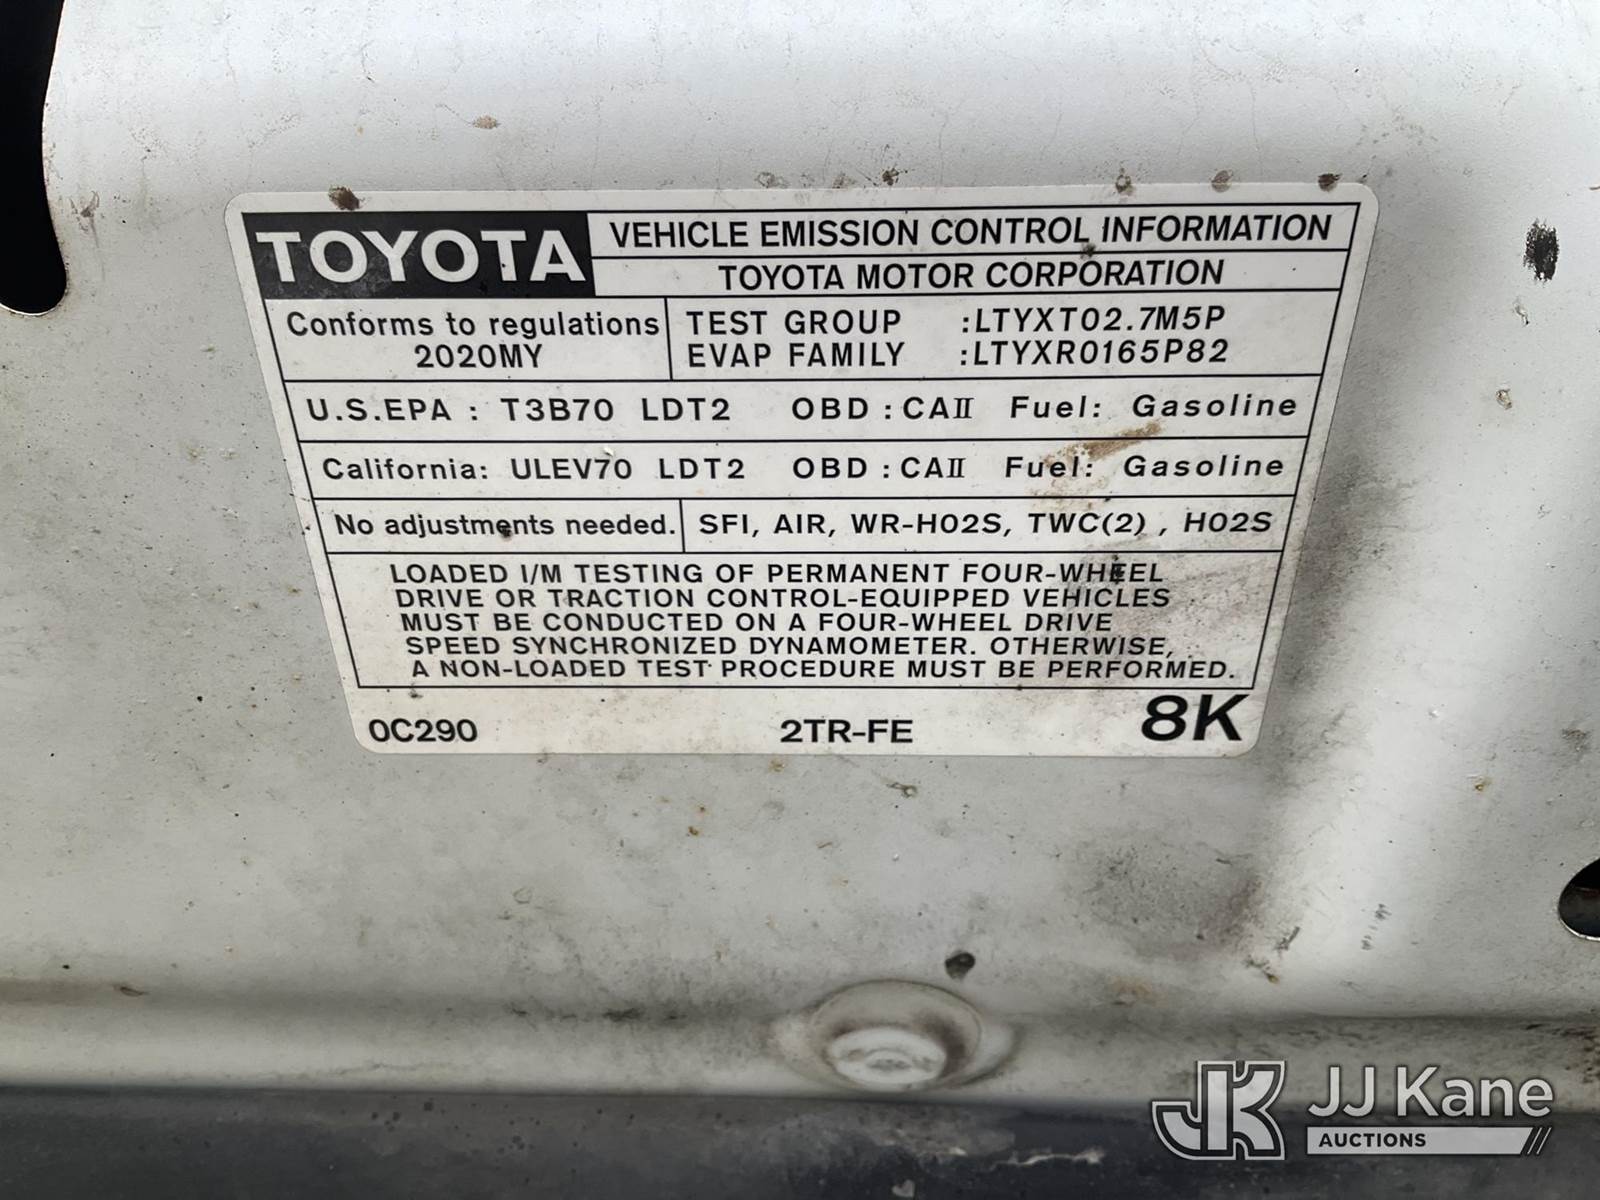 TOYOTA
VEHICLE EMISSION CONTROL INFORMATION
TOYOTA MOTOR CORPORATION
Conforms to regulations
2020MY
TEST GROUP :LTYXT02.7M5P
EVAP FAMILY :LTYXR0165P82
U.S.EPA : T3B70 LDT2 OBD : CAII Fuel: Gasoline
California: ULEV70 LDT2 OBD : CAII Fuel: Gasoline
No adjustments needed.
SFI, AIR, WR-HO2S, TWC(2) , HO2S
LOADED I/M TESTING OF PERMANENT FOUR-WHEEL
DRIVE OR TRACTION CONTROL-EQUIPPED VEHICLES
MUST BE CONDUCTED ON A FOUR-WHEEL DRIVE
SPEED SYNCHRONIZED DYNAMOMETER. OTHERWISE,
A NON-LOADED TEST PROCEDURE MUST BE PERFORMED.
0C290 2TR-FE 8K
JK JJ Kane
AUCTIONS